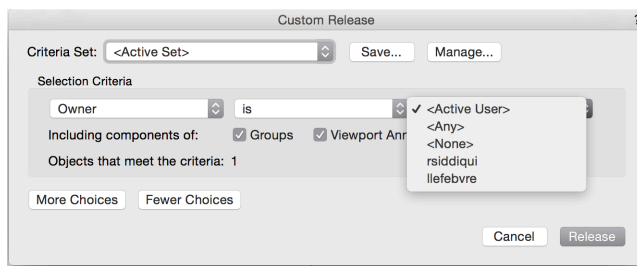 Custom Release
?
Criteria Set: <Active Set> Save... Manage...
Selection Criteria
Owner is ✓ <Active User>
<Any>
Including components of: ✓ Groups ✓ Viewport Ann
<None>
Objects that meet the criteria: 1 rsiddiqui
llefebvre
More Choices Fewer Choices
Cancel Release